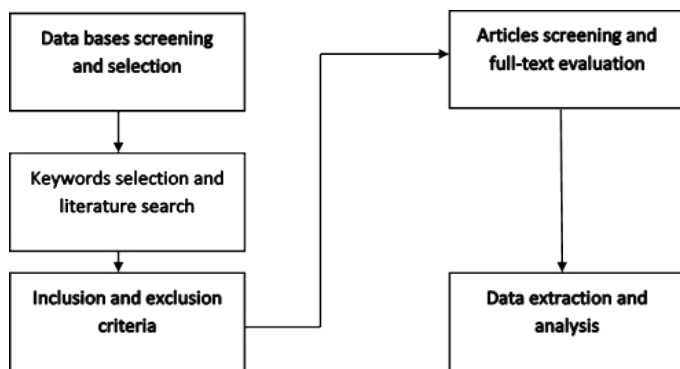 Data bases screening
and selection
Keywords selection and
literature search
Inclusion and exclusion
criteria
Articles screening and
full-text evaluation
Data extraction and
analysis